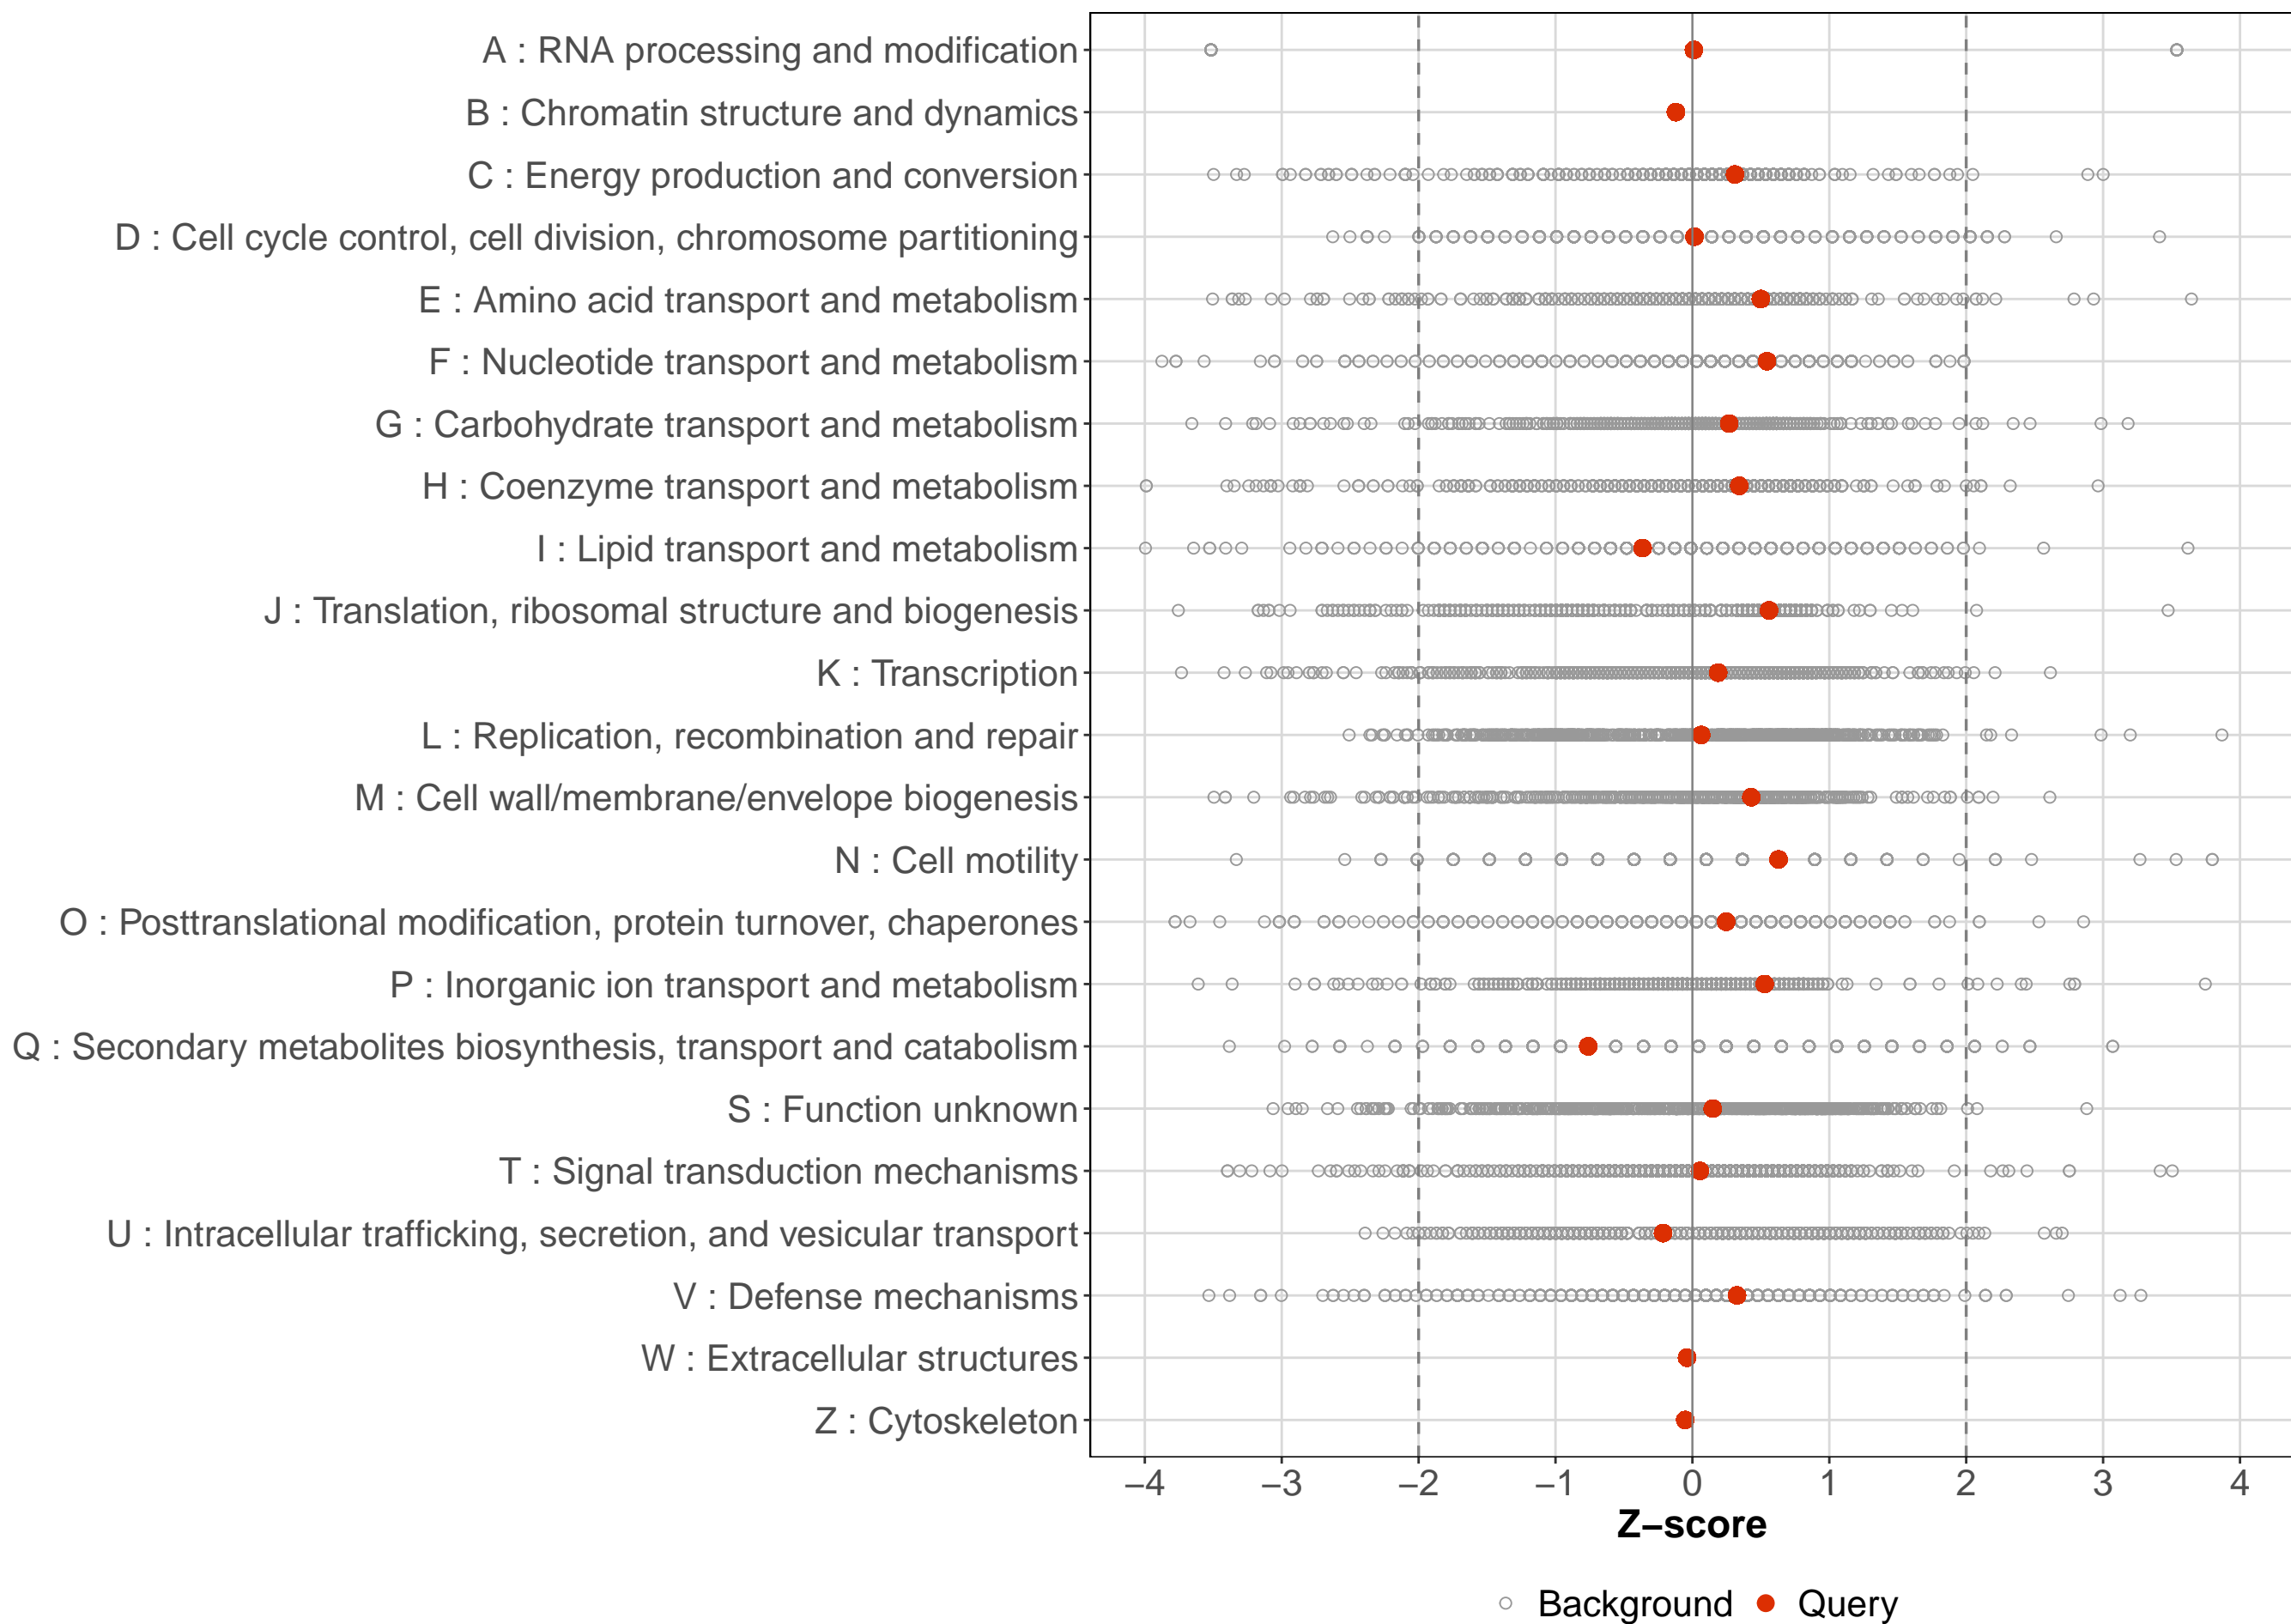 A : RNA processing and modification
B : Chromatin structure and dynamics
C : Energy production and conversion
D : Cell cycle control, cell division, chromosome partitioning
E : Amino acid transport and metabolism
F : Nucleotide transport and metabolism
G : Carbohydrate transport and metabolism
H : Coenzyme transport and metabolism
I : Lipid transport and metabolism
J : Translation, ribosomal structure and biogenesis
K : Transcription
L : Replication, recombination and repair
M : Cell wall/membrane/envelope biogenesis
N : Cell motility
O : Posttranslational modification, protein turnover, chaperones
P : Inorganic ion transport and metabolism
Q : Secondary metabolites biosynthesis, transport and catabolism
S : Function unknown
T : Signal transduction mechanisms
U : Intracellular trafficking, secretion, and vesicular transport
V : Defense mechanisms
W : Extracellular structures
Z : Cytoskeleton
−4 −3 −2 −1 0 1 2 3 4
Z−score
Background Query